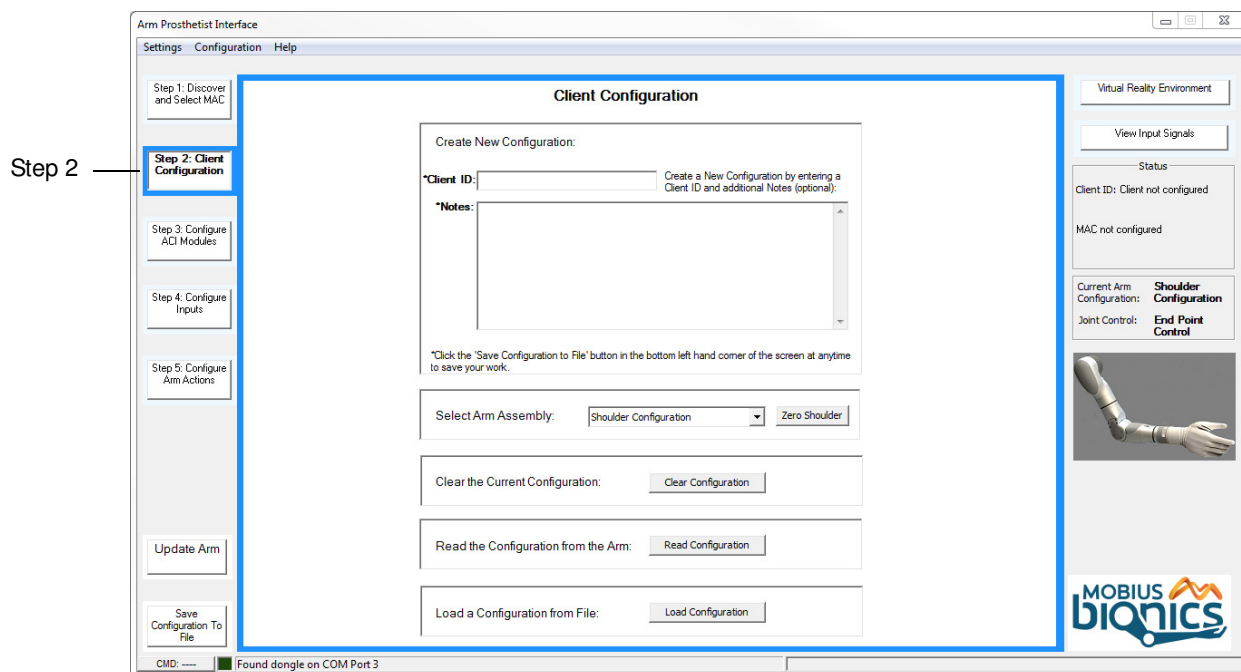 Arm Prosthetist Interface
Settings Configuration Help
Step 1: Discover
and Select MAC
Step 2
Step 2: Client
Configuration
Step 3: Configure
ACI Modules
Step 4: Configure
Inputs
Step 5: Configure
Arm Actions
Update Arm
Save
Configuration To
File
Client Configuration
Create New Configuration:
*Client ID:
Create a New Configuration by entering a
Client ID and additional Notes (optional):
*Notes:
*Click the 'Save Configuration to File' button in the bottom left hand corner of the screen at anytime
to save your work.
Select Arm Assembly:
Shoulder Configuration
Zero Shoulder
Clear the Current Configuration:
Clear Configuration
Read the Configuration from the Arm:
Read Configuration
Load a Configuration from File:
Load Configuration
Virtual Reality Environment
View Input Signals
Status
Client ID: Client not configured
MAC not configured
Current Arm
Configuration:
Shoulder
Configuration
Joint Control:
End Point
Control
MOBIUS
bionics
CMD: ----
Found dongle on COM Port 3